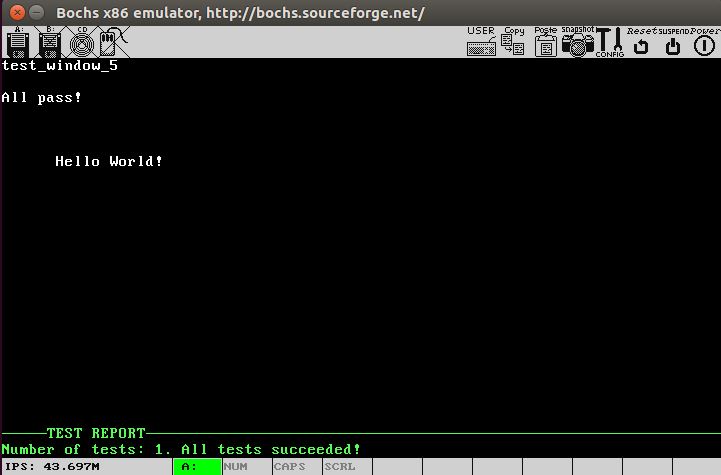 Bochs x86 emulator, http://bochs.sourceforge.net/
A: B: CD USER Copy Paste snapshot CONFIG Reset SUSPEND Power
test_window_5
All pass!
Hello World!
TEST REPORT
Number of tests: 1. All tests succeeded!
IPS: 43.697M A: NUM CAPS SCRL